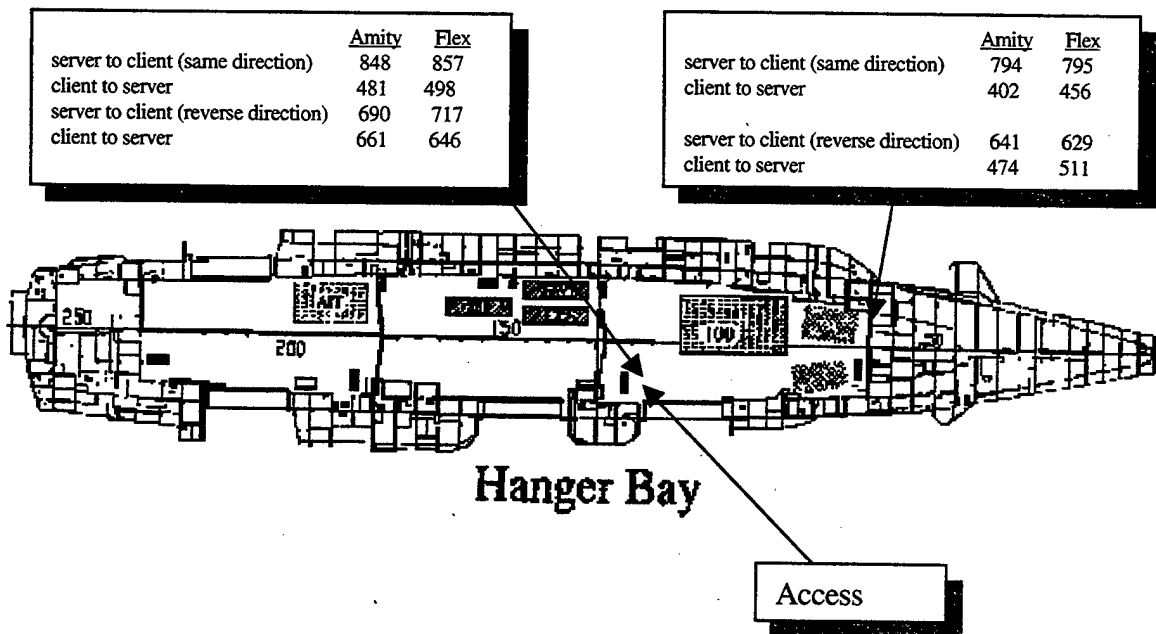 Amity Flex
server to client (same direction) 848 857
client to server 481 498
server to client (reverse direction) 690 717
client to server 661 646
Amity Flex
server to client (same direction) 794 795
client to server 402 456
server to client (reverse direction) 641 629
client to server 474 511
250
200
150
100
Hanger Bay
Access